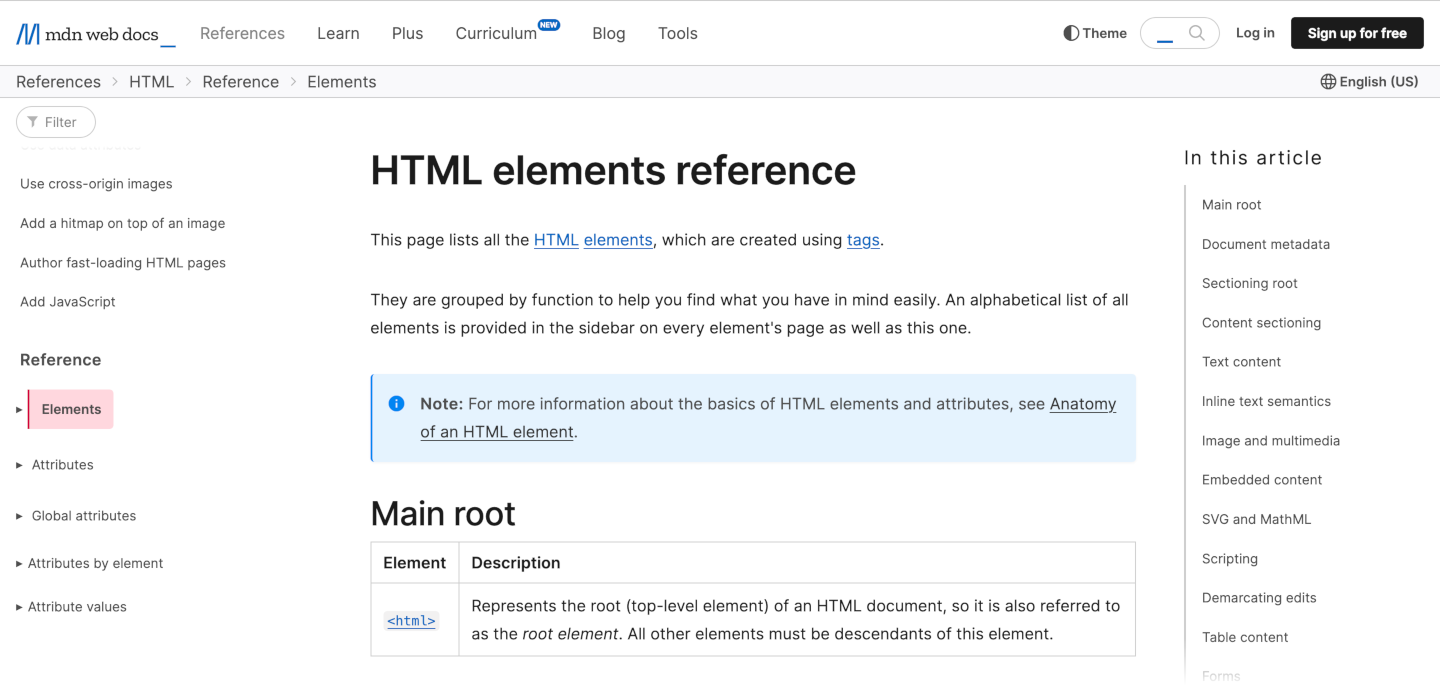 mdn web docs
References Learn Plus Curriculum NEW Blog Tools
Theme
Log in
Sign up for free
References > HTML > Reference > Elements
English (US)
Filter
Use cross-origin images
Add a hitmap on top of an image
Author fast-loading HTML pages
Add JavaScript
Reference
Elements
Attributes
Global attributes
Attributes by element
Attribute values
HTML elements reference
This page lists all the HTML elements, which are created using tags.
They are grouped by function to help you find what you have in mind easily. An alphabetical list of all
elements is provided in the sidebar on every element's page as well as this one.
Note: For more information about the basics of HTML elements and attributes, see Anatomy
of an HTML element.
Main root
Element Description
<html>
Represents the root (top-level element) of an HTML document, so it is also referred to
as the root element. All other elements must be descendants of this element.
In this article
Main root
Document metadata
Sectioning root
Content sectioning
Text content
Inline text semantics
Image and multimedia
Embedded content
SVG and MathML
Scripting
Demarcating edits
Table content
Forms